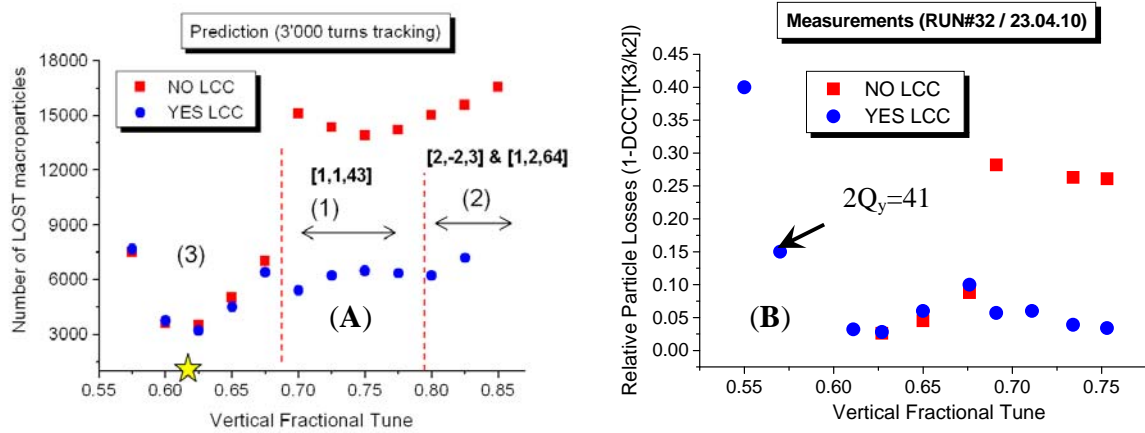 Prediction (3'000 turns tracking)
Number of LOST macroparticles
18000
15000
12000
9000
6000
3000
NO LCC
YES LCC
[1,1,43]
[2,-2,3] & [1,2,64]
(1)
(2)
(3)
(A)
0.55
0.60
0.65
0.70
0.75
0.80
0.85
Vertical Fractional Tune
Measurements (RUN#32 / 23.04.10)
Relative Particle Losses (1-DCCT[K3/k2])
0.40
0.35
0.30
0.25
0.20
0.15
0.10
0.05
0.00
NO LCC
YES LCC
2Qy=41
(B)
0.55
0.60
0.65
0.70
0.75
Vertical Fractional Tune